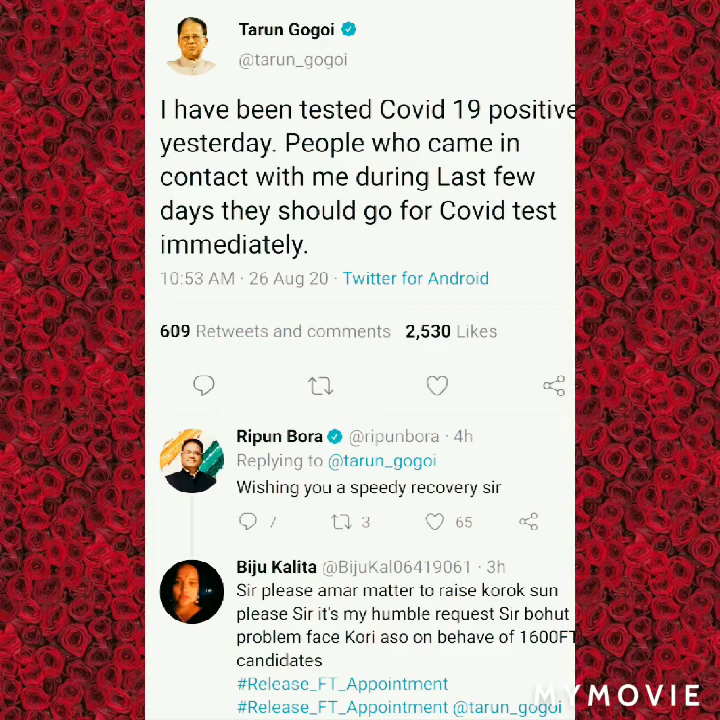 Tarun Gogoi
@tarun_gogoi
I have been tested Covid 19 positive
yesterday. People who came in
contact with me during Last few
days they should go for Covid test
immediately.
10:53 AM · 26 Aug 20 · Twitter for Android
609 Retweets and comments 2,530 Likes
Ripun Bora @ripunbora · 4h
Replying to @tarun_gogoi
Wishing you a speedy recovery sir
7 3 65
Biju Kalita @BijuKal06419061 · 3h
Sir please amar matter to raise korok sun
please Sir it's my humble request Sir bohut
problem face Kori aso on behave of 1600FT
candidates
#Release_FT_Appointment
#Release_FT_Appointment @tarun_gogoi
MYMOVIE